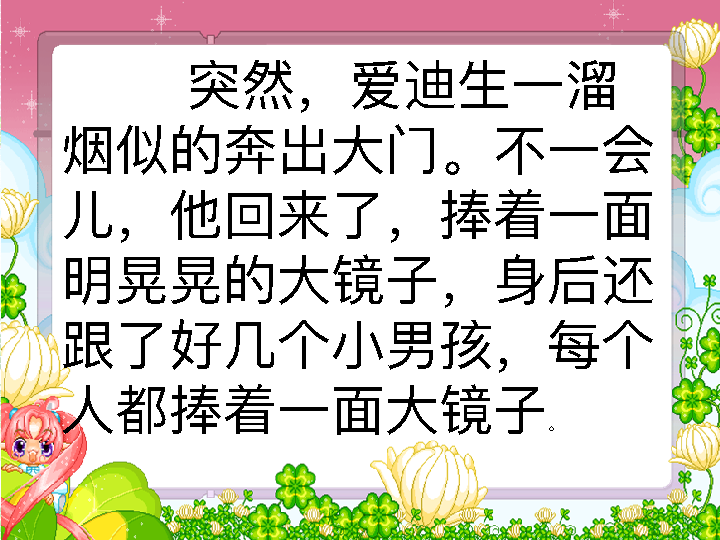 突然，爱迪生一溜
烟似的奔出大门。不一会
儿，他回来了，捧着一面
明晃晃的大镜子，身后还
跟了好几个小男孩，每个
人都捧着一面大镜子。